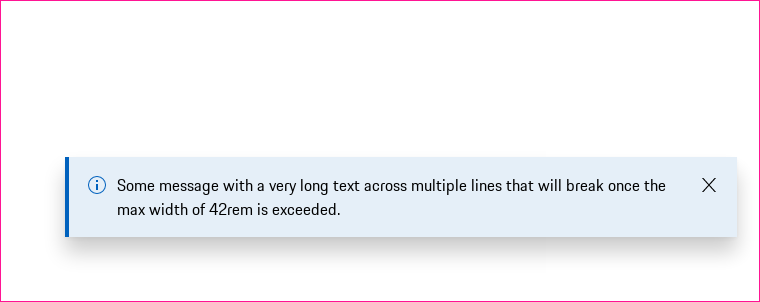 Some message with a very long text across multiple lines that will break once the
max width of 42rem is exceeded.